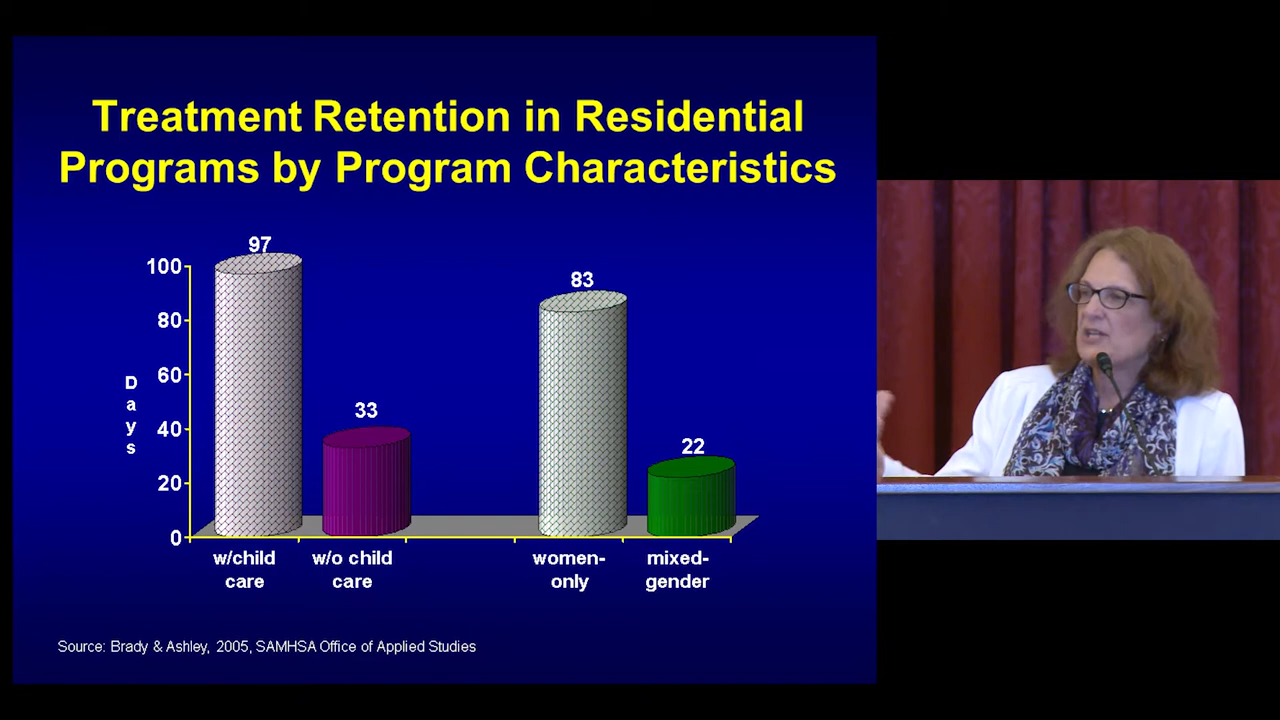 Treatment Retention in Residential
Programs by Program Characteristics
97
83
100
80
33
60
Days
22
40
20
0
w/child
care
w/o child
care
women-
only
mixed-
gender
Source: Brady & Ashley, 2005, SAMHSA Office of Applied Studies